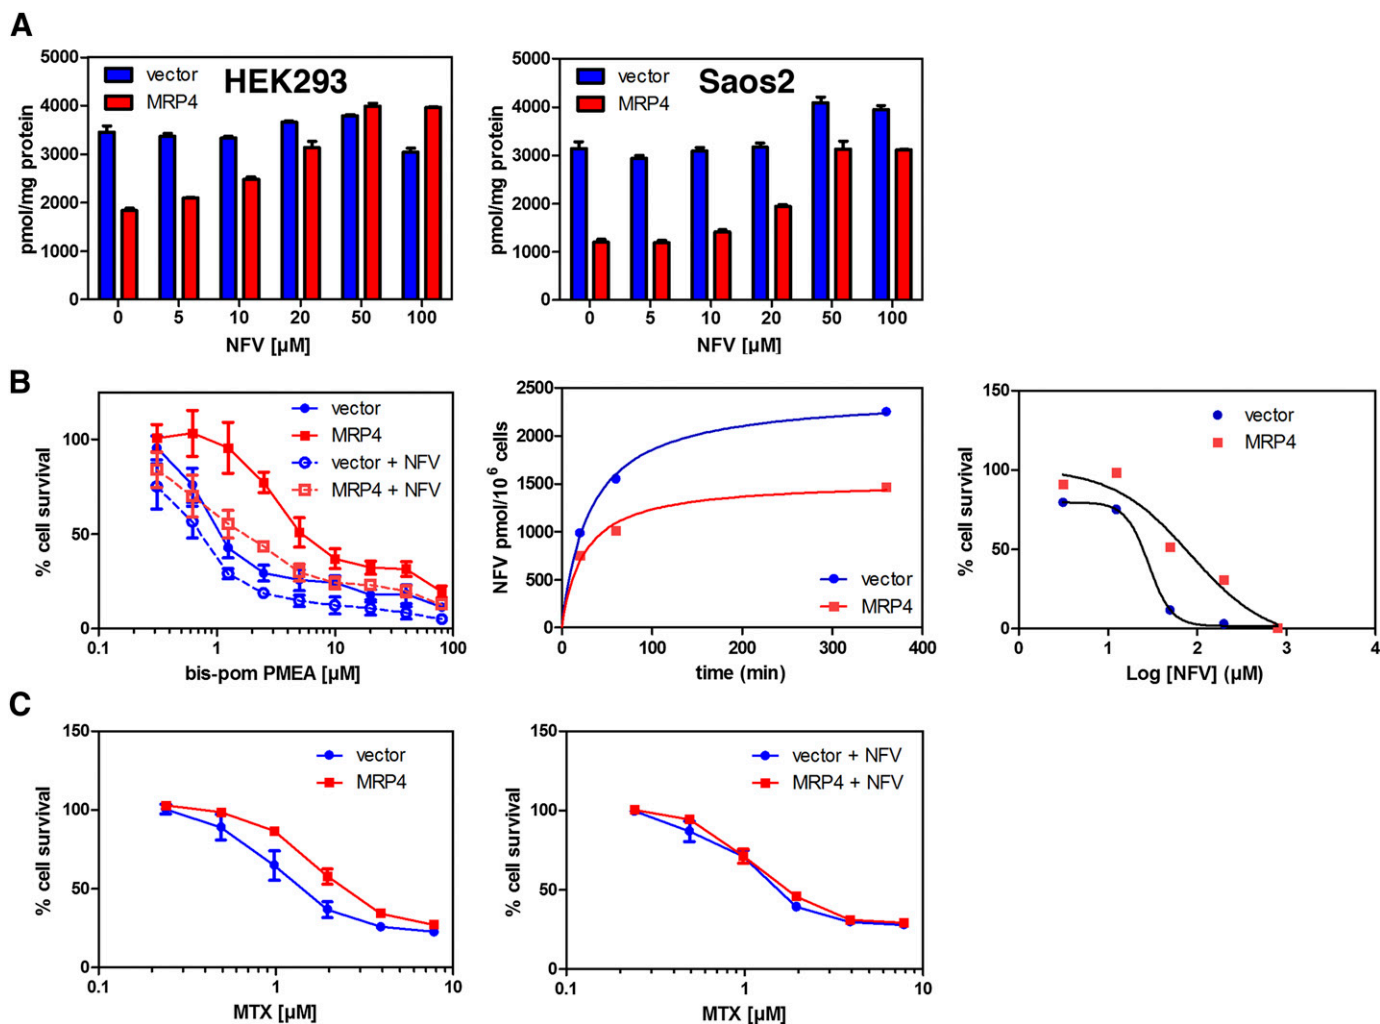 A
HEK293
vector
MRP4
pmol/mg protein
5000
4000
3000
2000
1000
0
0 5 10 20 50 100
NFV [µM]
Saos2
vector
MRP4
pmol/mg protein
5000
4000
3000
2000
1000
0
0 5 10 20 50 100
NFV [µM]
B
vector
MRP4
vector + NFV
MRP4 + NFV
% cell survival
100
50
0
0.1 1 10 100
bis-pom PMEA [µM]
NFV pmol/10⁶ cells
2500
2000
1500
1000
500
0
vector
MRP4
0 100 200 300 400
time (min)
% cell survival
150
100
50
0
vector
MRP4
0 1 2 3 4
Log [NFV] (µM)
C
% cell survival
150
100
50
0
vector
MRP4
0.1 1 10
MTX [µM]
% cell survival
150
100
50
0
vector + NFV
MRP4 + NFV
0.1 1 10
MTX [µM]